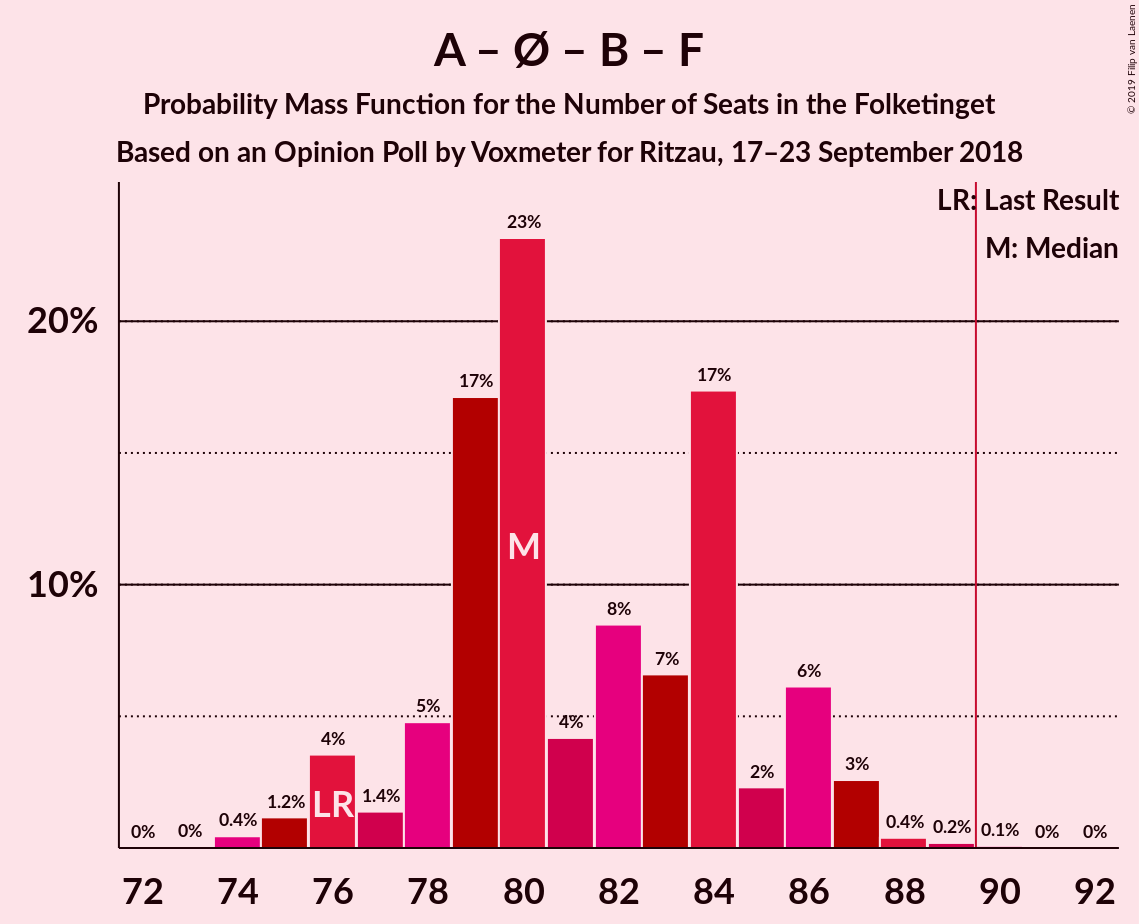 A – Ø – B – F
Probability Mass Function for the Number of Seats in the Folketinget
Based on an Opinion Poll by Voxmeter for Ritzau, 17–23 September 2018
© 2019 Filip van Laenen
LR: Last Result
M: Median
20%
10%
0%
0%
0.4%
1.2%
4%
1.4%
5%
17%
23%
4%
8%
7%
17%
2%
6%
3%
0.4%
0.2%
0.1%
0%
0%
LR
M
72 74 76 78 80 82 84 86 88 90 92